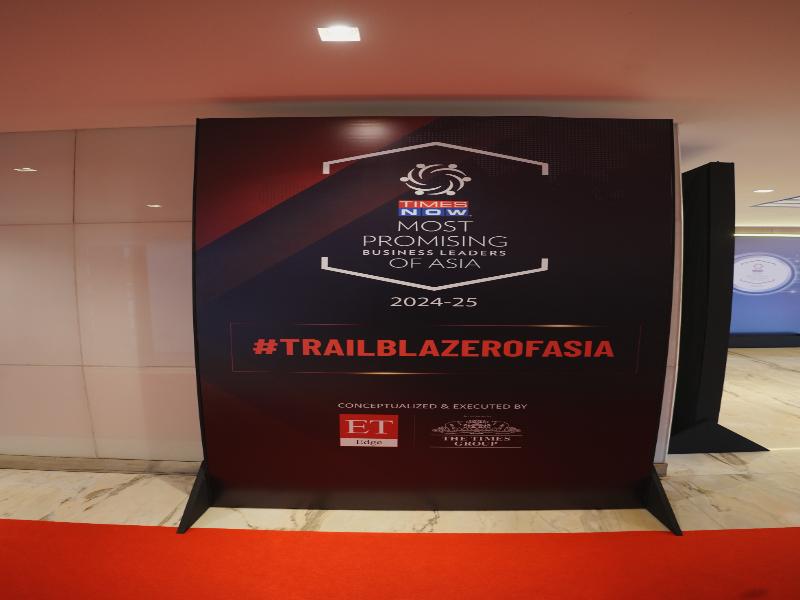 TIMES
NOW
MOST
PROMISING
BUSINESS LEADERS
OF ASIA
2024-25
#TRAILBLAZEROFASIA
CONCEPTUALIZED & EXECUTED BY
ET
Edge
THE TIMES
GROUP